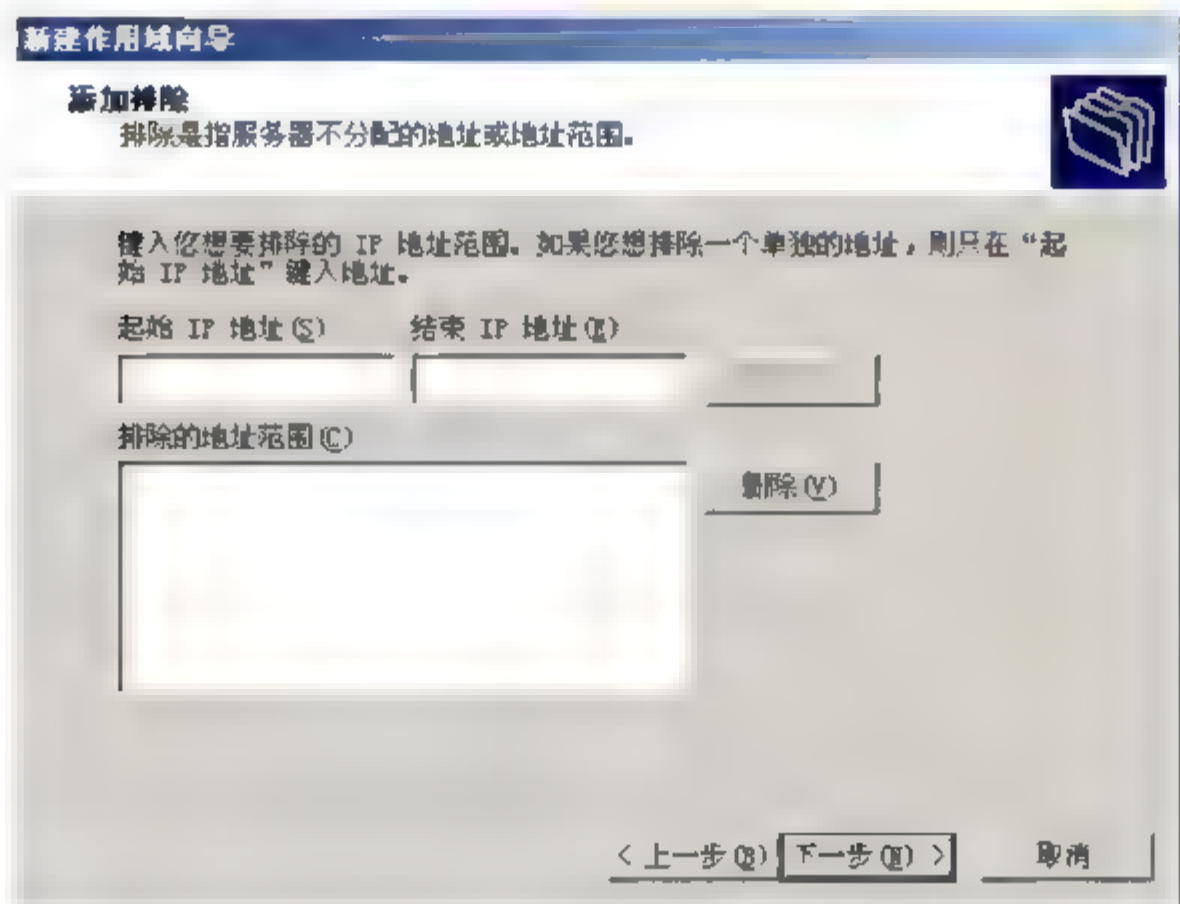 新建作用域向导
添加排除
排除是指服务器不分配的地址或地址范围。
键入您想要排除的 IP 地址范围。如果您想排除一个单独的地址，则只在“起
始 IP 地址”键入地址。
起始 IP 地址(S) 结束 IP 地址(E)
排除的地址范围(C)
删除(V)
< 上一步(B) 下一步(N) > 取消